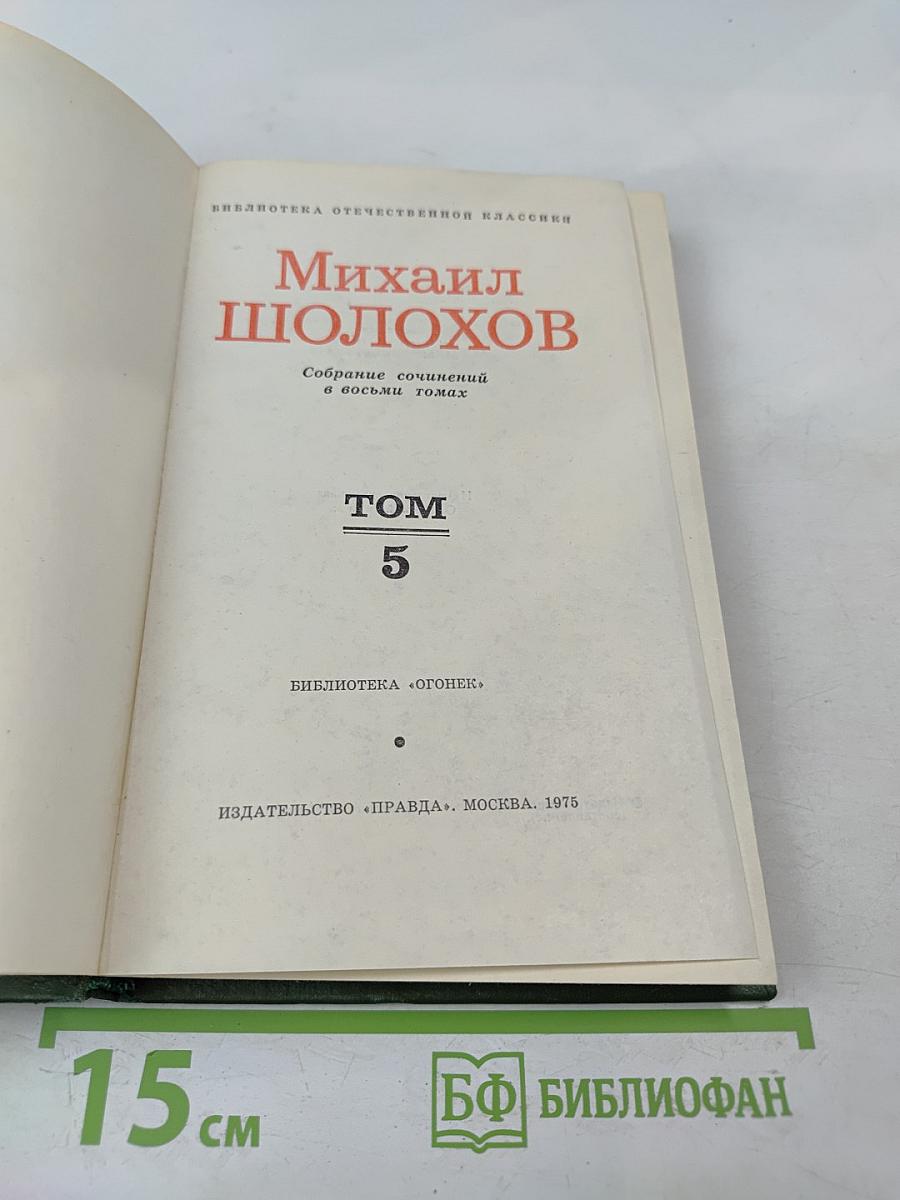 БИБЛИОТЕКА ОТЕЧЕСТВЕННОЙ КЛАССИКИ
Михаил
ШОЛОХОВ
Собрание сочинений
в восьми томах
ТОМ
5
БИБЛИОТЕКА «ОГОНЕК»
ИЗДАТЕЛЬСТВО «ПРАВДА». МОСКВА. 1975
15 см
БФ БИБЛИОФАН